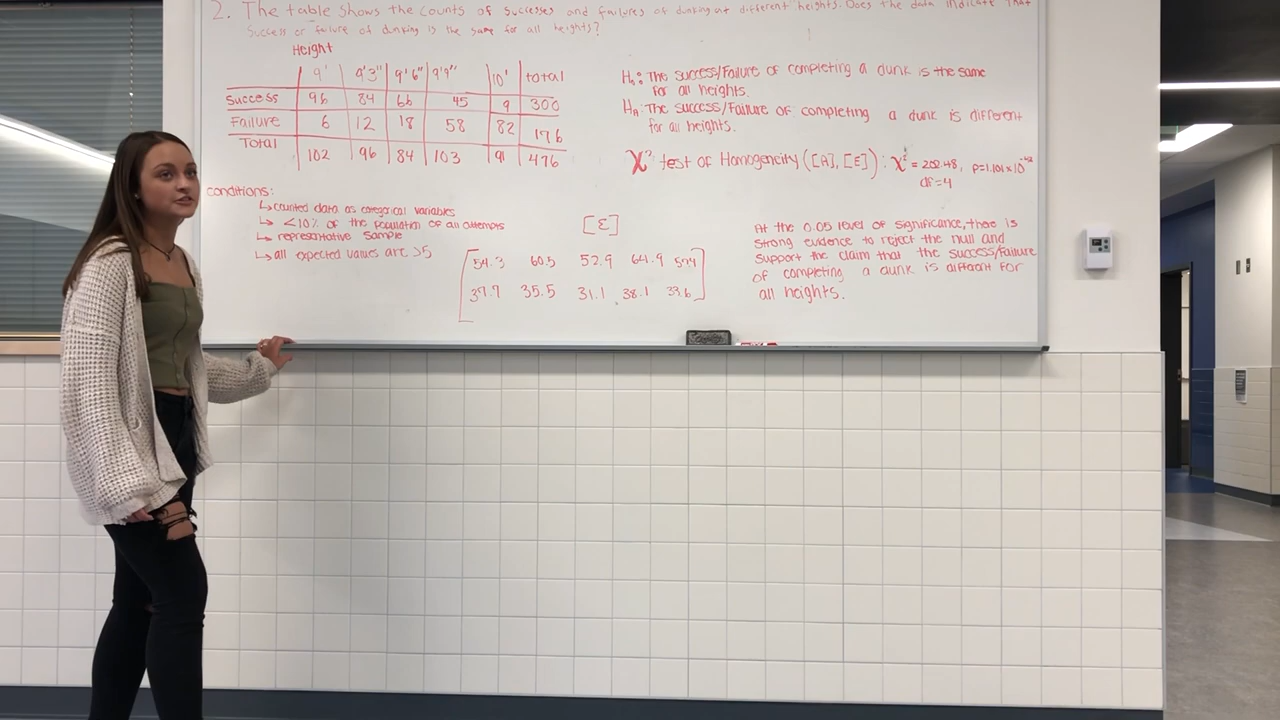 2. The table shows the counts of successes and failures of dunking at different heights. Does the data indicate that
success or failure of dunking is the same for all heights?
Height
9' 9'3" 9'6" 9'9" 10' total
Success 96 84 66 45 9 300
Failure 6 12 18 58 82 176
Total 102 96 84 103 91 476
conditions:
↳ counted data as categorical variables
↳ <10% of the population of all attempts
↳ representative sample
↳ all expected values are >5
[E]
54.3 60.5 52.9 64.9 57.4
37.7 35.5 31.1 38.1 33.6
H₀: The success/failure of completing a dunk is the same
for all heights.
HA: The success/failure of completing a dunk is different
for all heights.
χ² test of Homogeneity ([A], [E]): χ² = 202.48, p=1.101×10⁻⁴²
df=4
At the 0.05 level of significance, there is
strong evidence to reject the null and
support the claim that the success/failure
of completing a dunk is different for
all heights.